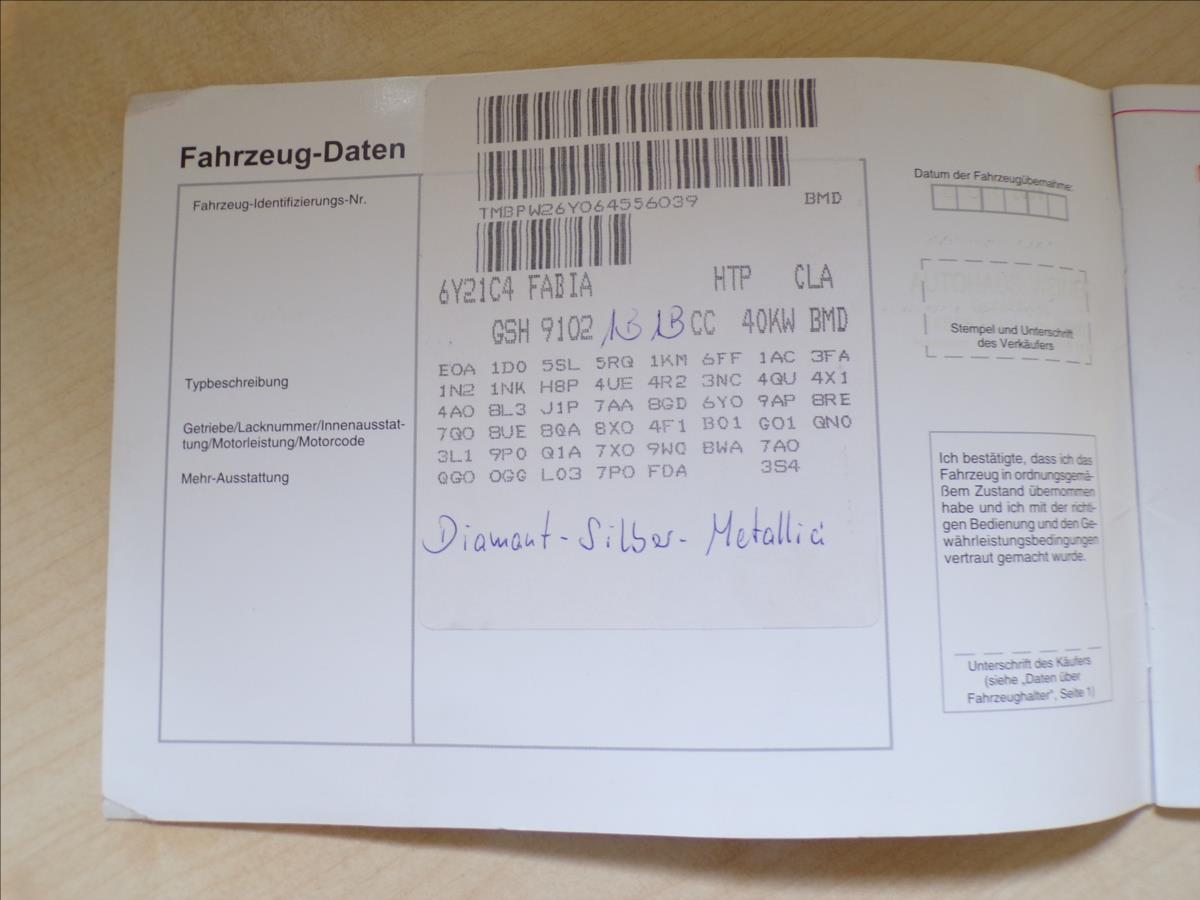 Fahrzeug-Daten
Fahrzeug-Identifizierungs-Nr.
TMBPW26Y064556039 BMD
6Y21C4 FABIA HTP CLA
GSH 9102 1B 1B CC 40KW BMD
Typbeschreibung
Getriebe/Lacknummer/Innenausstat-
tung/Motorleistung/Motorcode
Mehr-Ausstattung
E0A 1D0 5SL 5RQ 1KM 6FF 1AC 3FA
1N2 1NK H8P 4UE 4R2 3NC 4QU 4X1
4A0 8L3 J1P 7AA 8GD 6Y0 9AP 8RE
7Q0 8UE 8QA 8X0 4F1 B01 G01 QN0
3L1 9P0 Q1A 7X0 9WQ 8WA 7A0
QG0 0GG L03 7P0 FDA 3S4
Diamant-Silber-Metallic
Datum der Fahrzeugübernahme:
Stempel und Unterschrift
des Verkäufers
Ich bestätigte, dass ich das
Fahrzeug in ordnungsgemä-
ßem Zustand übernommen
habe und ich mit der richti-
gen Bedienung und den Ge-
währleistungsbedingungen
vertraut gemacht wurde.
Unterschrift des Käufers
(siehe „Daten über
Fahrzeughalter", Seite 1)